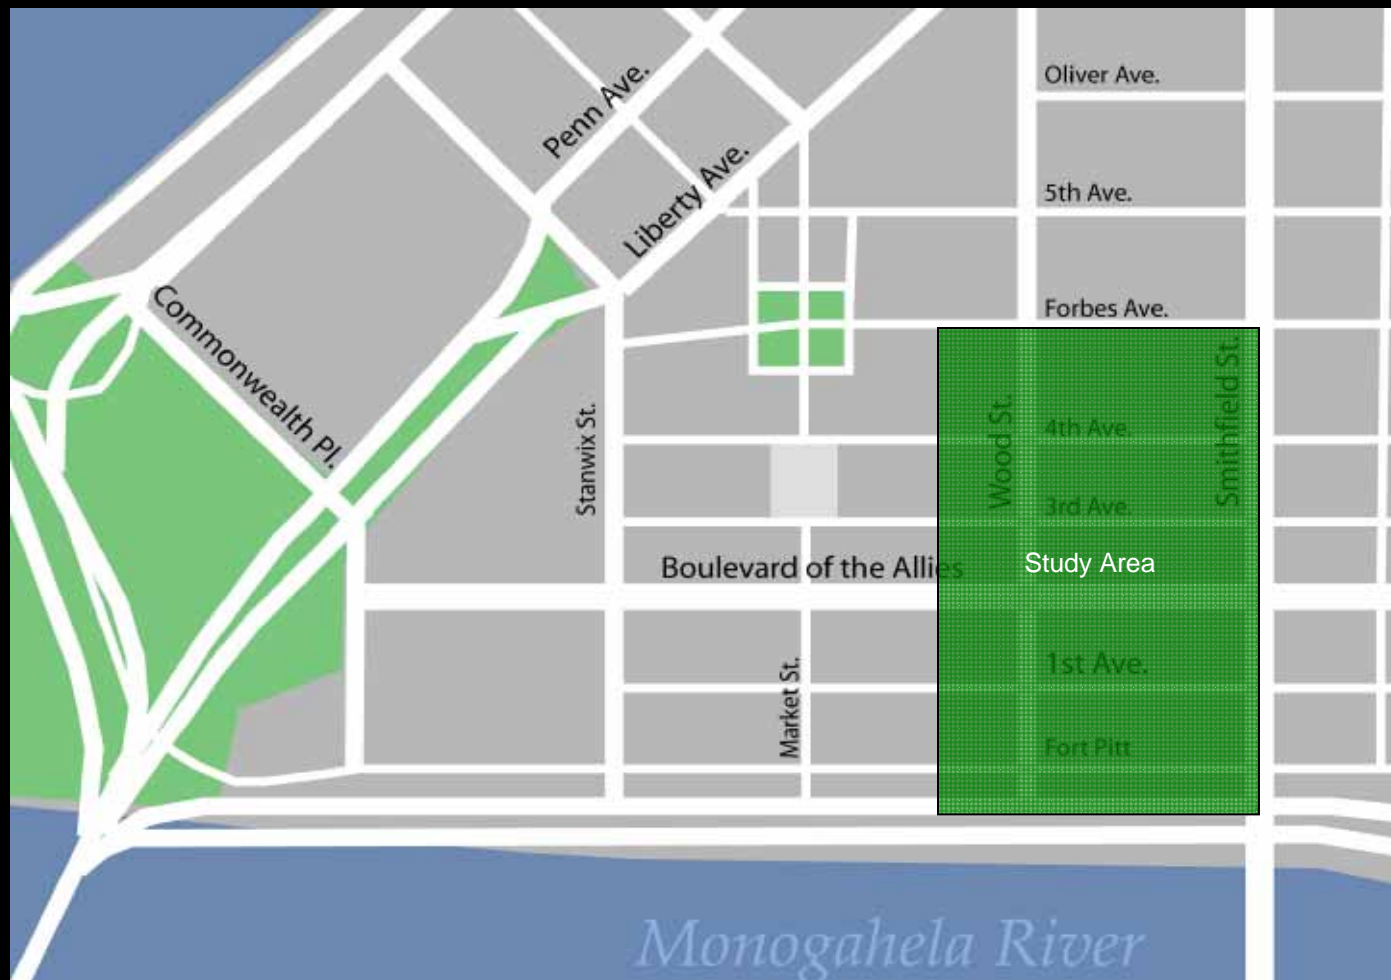 Oliver Ave.
Penn Ave.
Liberty Ave.
5th Ave.
Commonwealth Pl.
Forbes Ave.
Stanwix St.
Wood St.
4th Ave.
Smithfield St.
3rd Ave.
Boulevard of the Allies
Study Area
Market St.
1st Ave.
Fort Pitt
Monogahela River